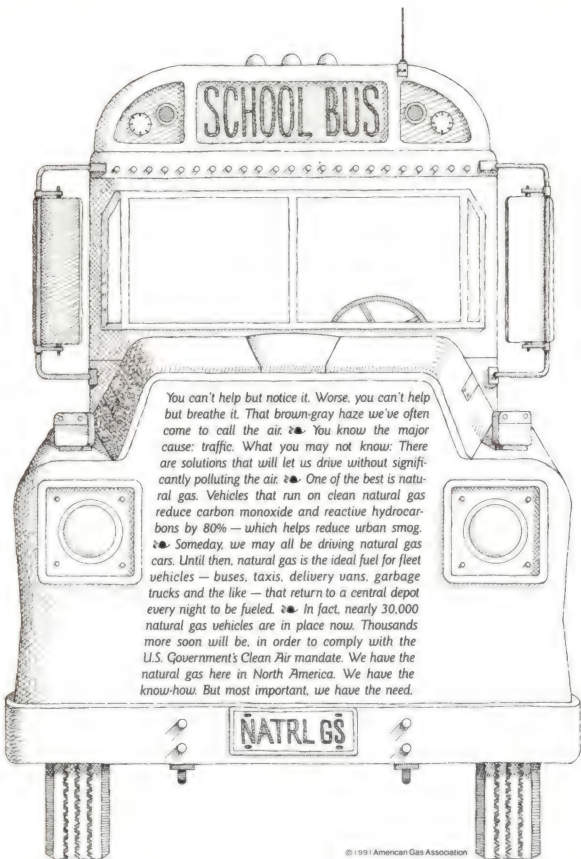 SCHOOL BUS
You can't help but notice it. Worse, you can't help
but breathe it. That brown-gray haze we've often
come to call the air. ❧ You know the major
cause: traffic. What you may not know: There
are solutions that will let us drive without signifi-
cantly polluting the air. ❧ One of the best is natu-
ral gas. Vehicles that run on clean natural gas
reduce carbon monoxide and reactive hydrocar-
bons by 80% — which helps reduce urban smog.
❧ Someday, we may all be driving natural gas
cars. Until then, natural gas is the ideal fuel for fleet
vehicles — buses, taxis, delivery vans, garbage
trucks and the like — that return to a central depot
every night to be fueled. ❧ In fact, nearly 30,000
natural gas vehicles are in place now. Thousands
more soon will be, in order to comply with the
U.S. Government's Clean Air mandate. We have the
natural gas here in North America. We have the
know-how. But most important, we have the need.
NATRL GS
© 1991 American Gas Association